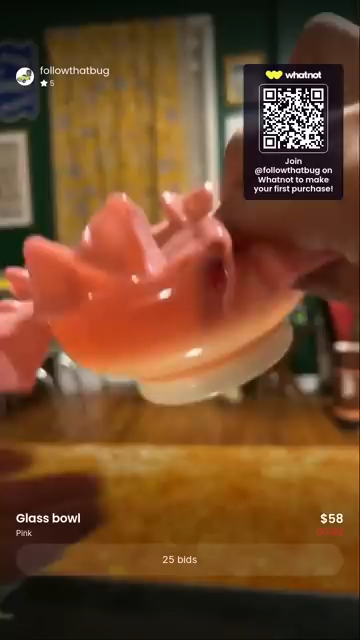 followthatbug
5
whatnot
Join
@followthatbug on
Whatnot to make
your first purchase!
Glass bowl
$58
Pink
25 bids